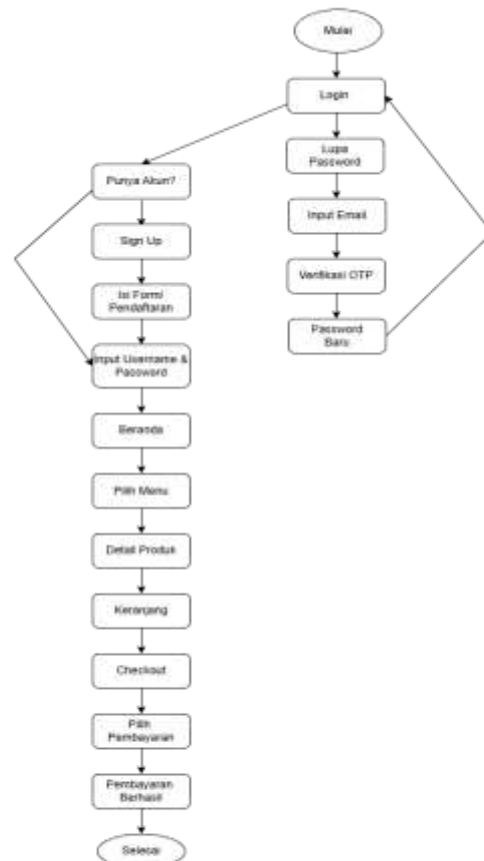 Mulai
Login
Lupa
Password
Punya Akun?
Input Email
Sign Up
Verifikasi OTP
Isi Form/
Pendaftaran
Password
Baru
Input Username &
Password
Beranda
Pilih Menu
Detail Produk
Keranjang
Checkout
Pilih
Pembayaran
Pembayaran
Berhasil
Selesai